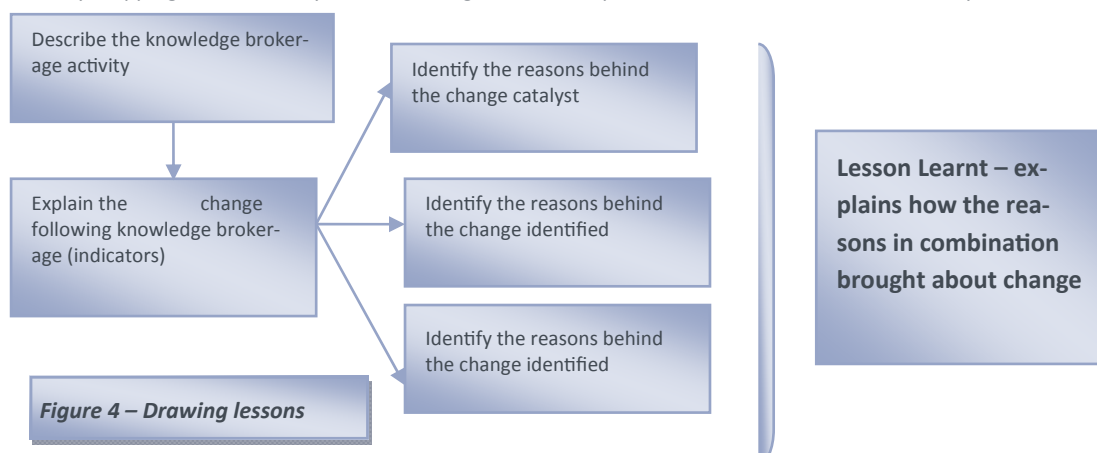 Describe the knowledge broker-
age activity
Identify the reasons behind
the change catalyst
Explain the change
following knowledge broker-
age (indicators)
Identify the reasons behind
the change identified
Identify the reasons behind
the change identified
Lesson Learnt – ex-
plains how the rea-
sons in combination
brought about change
Figure 4 – Drawing lessons